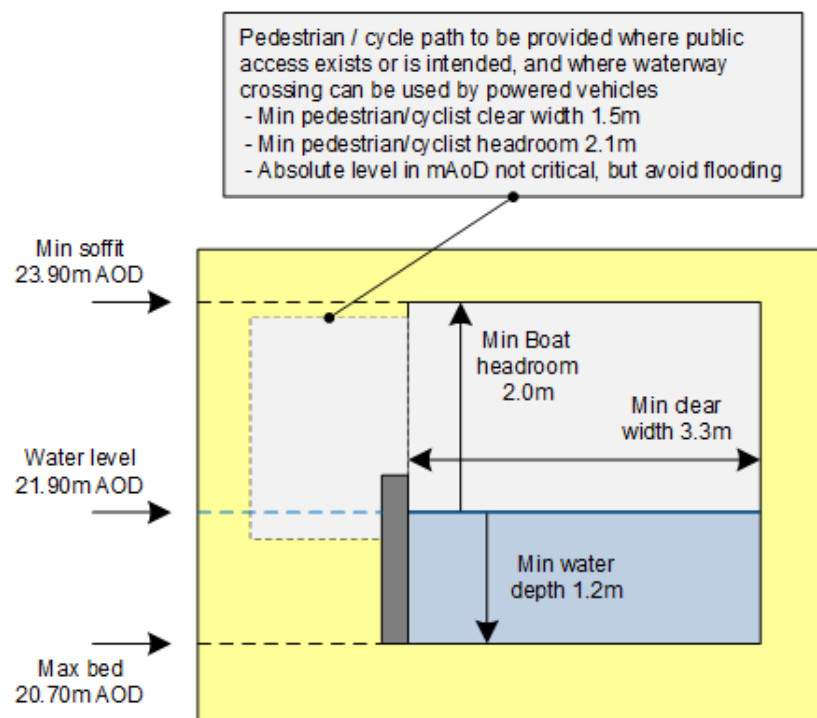 Pedestrian / cycle path to be provided where public
access exists or is intended, and where waterway
crossing can be used by powered vehicles
- Min pedestrian/cyclist clear width 1.5m
- Min pedestrian/cyclist headroom 2.1m
- Absolute level in mAoD not critical, but avoid flooding
Min soffit
23.90m AOD
Min Boat
headroom
2.0m
Min clear
width 3.3m
Water level
21.90m AOD
Min water
depth 1.2m
Max bed
20.70m AOD